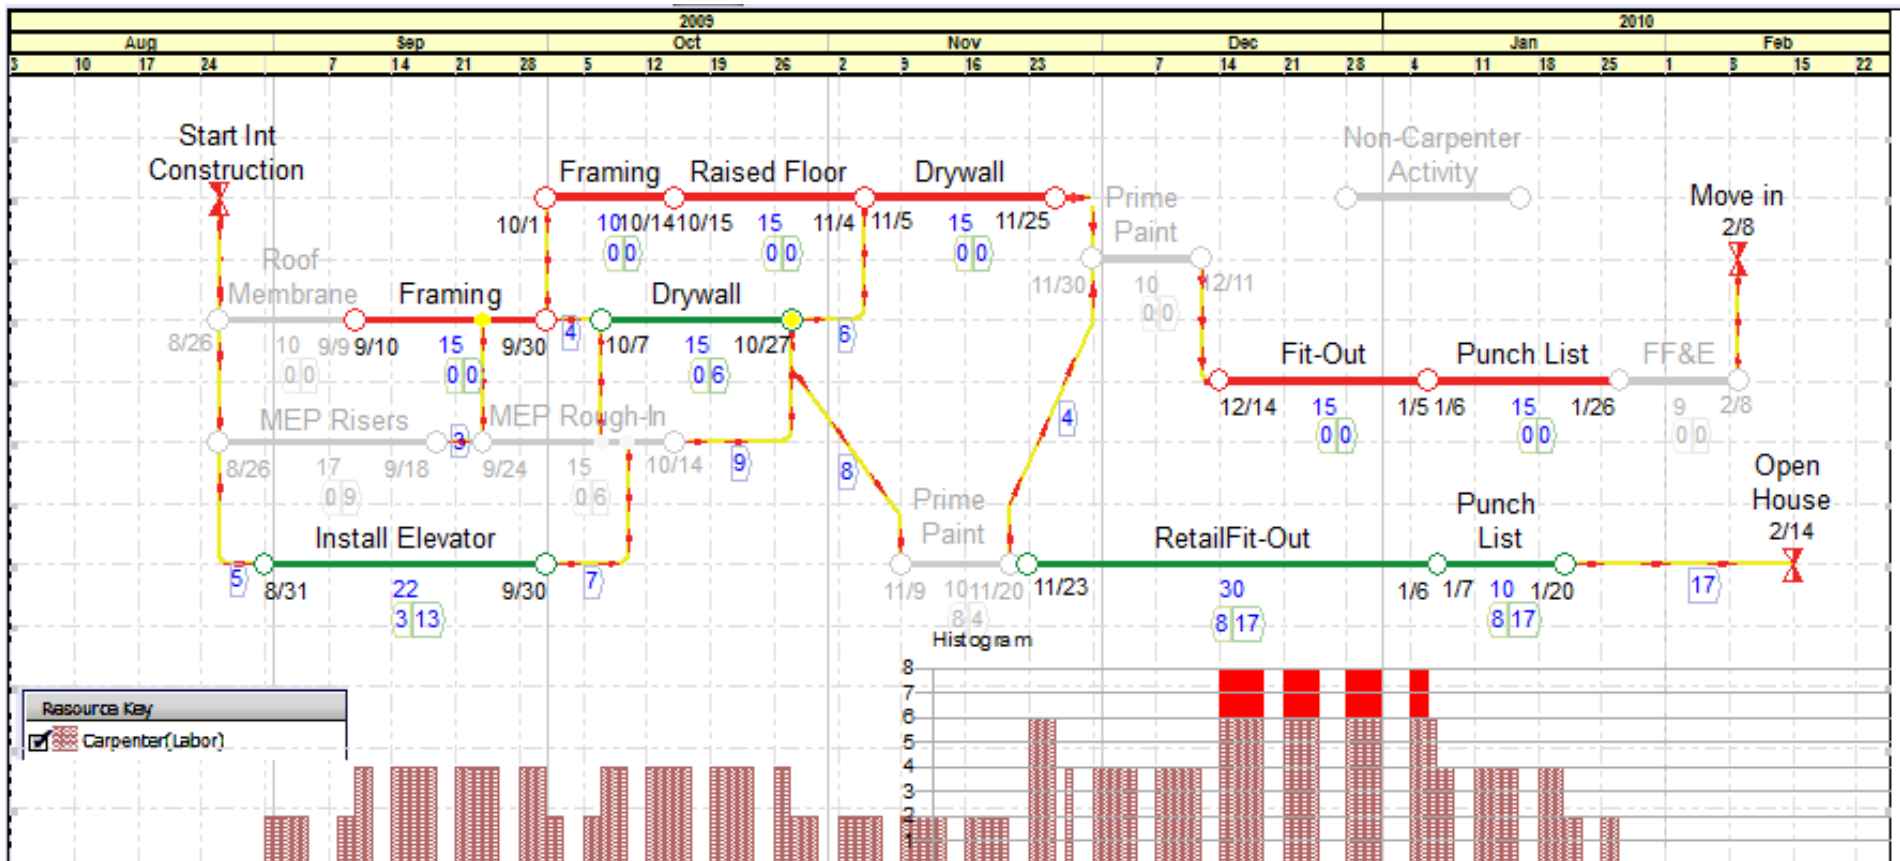 2009 2010
Aug Sep Oct Nov Dec Jan Feb
3 10 17 24 7 14 21 28 5 12 19 26 2 9 16 23 7 14 21 28 4 11 18 25 1 8 15 22
Start Int
Construction
Non-Carpenter
Activity
Framing Raised Floor Drywall
Prime
Paint
Move in
2/8
10/1 10 10/14 10/15 15 11/4 11/5 15 11/25
0 0 0 0 0 0
Roof
Membrane
Framing Drywall
11/30 10 12/11
0 0
8/26 10 9/9 9/10 15 9/30 4 10/7 15 10/27 6
0 0 0 0 0 6
Fit-Out Punch List FF&E
12/14 15 1/5 1/6 15 1/26 9 2/8
0 0 0 0 0 0
MEP Risers MEP Rough-In
3 4
8/26 17 9/18 9/24 15 10/14 9 8
0 9 0 6
Open
House
2/14
Prime
Paint
Punch
List
Install Elevator RetailFit-Out
5 8/31 22 9/30 7 11/9 10 11/20 11/23 30 1/6 1/7 10 1/20 17
3 13 8 4 8 17 8 17
Histogram
8
7
6
5
4
3
2
1
Resource Key
Carpenter(Labor)